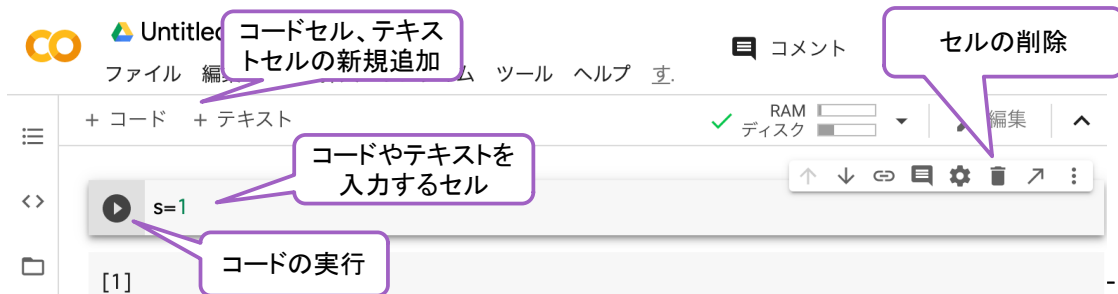 Untitle
コードセル、テキス
トセルの新規追加
コメント
セルの削除
ファイル 編 ム ツール ヘルプ す.
+ コード + テキスト
RAM
ディスク
編集
コードやテキストを
入力するセル
s=1
コードの実行
[1]